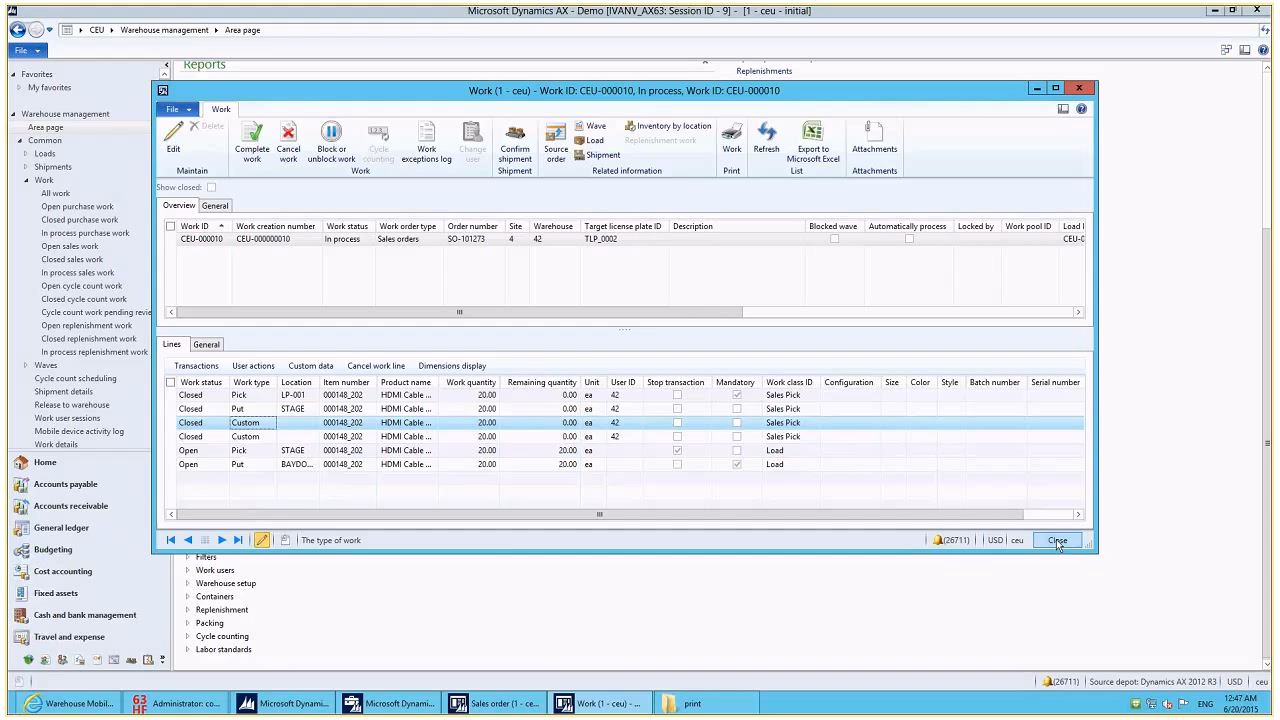 Microsoft Dynamics AX - Demo [IVANV_AX63: Session ID - 9] - [1 - ceu - initial]
CEU Warehouse management Area page
File
Favorites
My favorites
Warehouse management
Area page
Common
Loads
Shipments
Work
All work
Open purchase work
Closed purchase work
In process purchase work
Open sales work
Closed sales work
In process sales work
Open cycle count work
Closed cycle count work
Cycle count work pending revie
Open replenishment work
Closed replenishment work
In process replenishment work
Waves
Cycle count scheduling
Shipment details
Release to warehouse
Work user sessions
Mobile device activity log
Work details
Home
Accounts payable
Accounts receivable
General ledger
Budgeting
Cost accounting
Fixed assets
Cash and bank management
Travel and expense
Reports
Replenishments
Work (1 - ceu) - Work ID: CEU-000010, In process, Work ID: CEU-000010
File Work
Edit
Delete
Maintain
Complete work
Cancel work
Block or unblock work
Cycle counting
Work exceptions log
Change user
Work
Confirm shipment
Shipment
Source order
Wave
Load
Shipment
Inventory by location
Replenishment work
Related information
Work
Print
Refresh
Export to Microsoft Excel
List
Attachments
Attachments
Show closed:
Overview General
Work ID Work creation number Work status Work order type Order number Site Warehouse Target license plate ID Description Blocked wave Automatically process Locked by Work pool ID Load I
CEU-000010 CEU-000000010 In process Sales orders SO-101273 4 42 TLP_0002 CEU-0
Lines General
Transactions User actions Custom data Cancel work line Dimensions display
Work status Work type Location Item number Product name Work quantity Remaining quantity Unit User ID Stop transaction Mandatory Work class ID Configuration Size Color Style Batch number Serial number
Closed Pick LP-001 000148_202 HDMI Cable ... 20.00 0.00 ea 42 Sales Pick
Closed Put STAGE 000148_202 HDMI Cable ... 20.00 0.00 ea 42 Sales Pick
Closed Custom 000148_202 HDMI Cable ... 20.00 0.00 ea 42 Sales Pick
Closed Custom 000148_202 HDMI Cable ... 20.00 0.00 ea 42 Sales Pick
Open Pick STAGE 000148_202 HDMI Cable ... 20.00 20.00 ea Load
Open Put BAYDO... 000148_202 HDMI Cable ... 20.00 20.00 ea Load
The type of work
(26711) USD ceu Close
Filters
Work users
Warehouse setup
Containers
Replenishment
Packing
Cycle counting
Labor standards
(26711) Source depot: Dynamics AX 2012 R3 USD ceu
Warehouse Mobil...
63 HF Administrator: co...
Microsoft Dynami...
Microsoft Dynami...
Sales order (1 - ce...
Work (1 - ceu) - ...
print
ENG
12:47 AM
6/20/2015